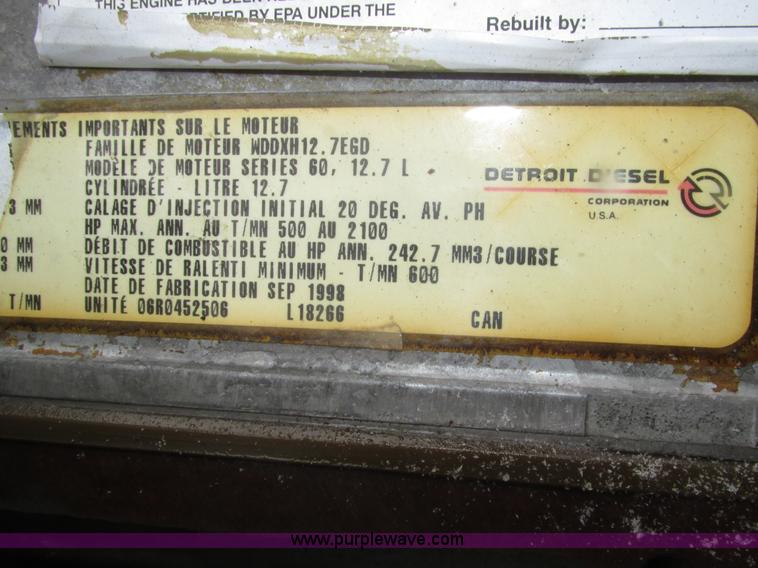 THIS ENGINE HAS BEEN
BY EPA UNDER THE
Rebuilt by:
IMPORTANTS SUR LE MOTEUR
FAMILLE DE MOTEUR WDDXH12.7EGD
MODÈLE DE MOTEUR SERIES 60, 12.7 L
CYLINDRÉE - LITRE 12.7
3 MM CALAGE D'INJECTION INITIAL 20 DEG. AV. PH
HP MAX. ANN. AU T/MN 500 AU 2100
0 MM DÉBIT DE COMBUSTIBLE AU HP ANN. 242.7 MM3/COURSE
3 MM VITESSE DE RALENTI MINIMUM - T/MN 600
DATE DE FABRICATION SEP 1998
T/MN UNITÉ 06R0452506 L18266 CAN
DETROIT DIESEL
CORPORATION
U.S.A.
www.purplewave.com